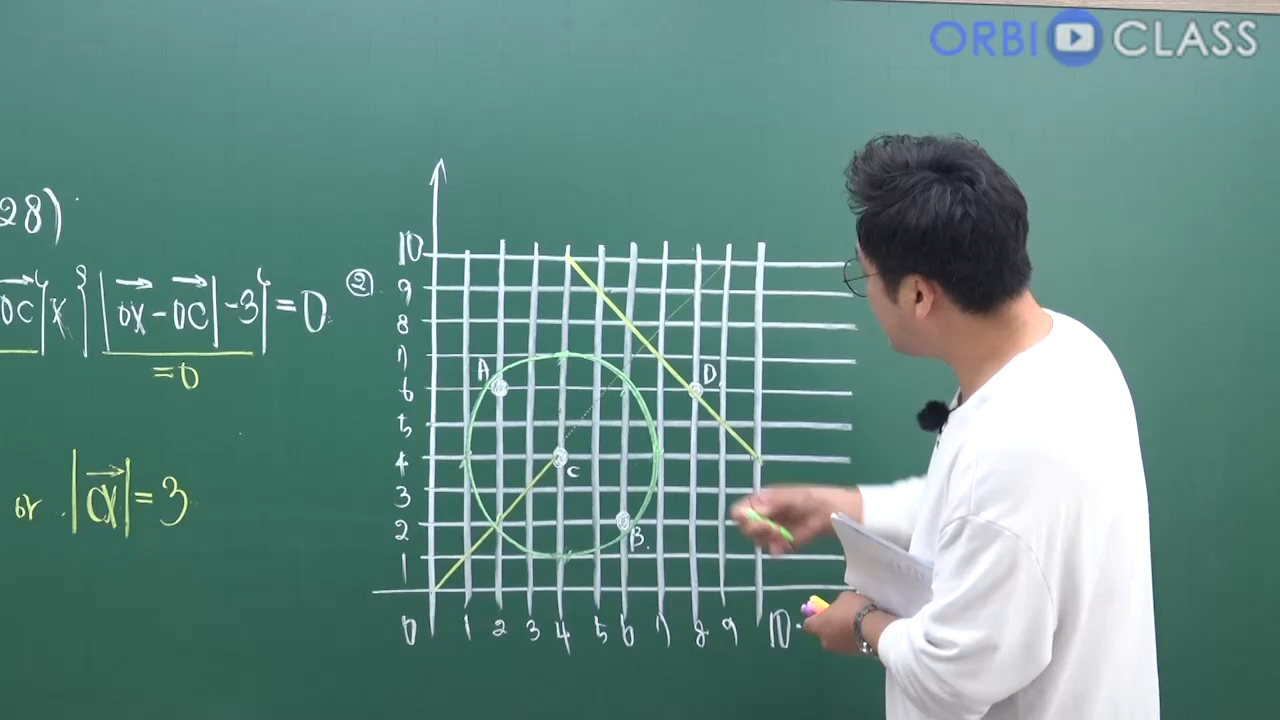 ORBI CLASS
28)
OC| X { | |OX - OC| - 3 } = 0
= 0
or |CX| = 3
②
10
9
8
7
6
5
4
3
2
1
0 1 2 3 4 5 6 7 8 9 10
A
D
C
B